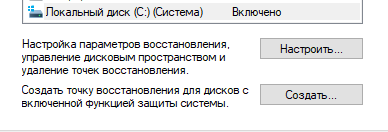 Локальный диск (C:) (Система) Включено
Настройка параметров восстановления,
управление дисковым пространством и
удаление точек восстановления.
Настроить...
Создать точку восстановления для дисков с
включенной функцией защиты системы.
Создать...